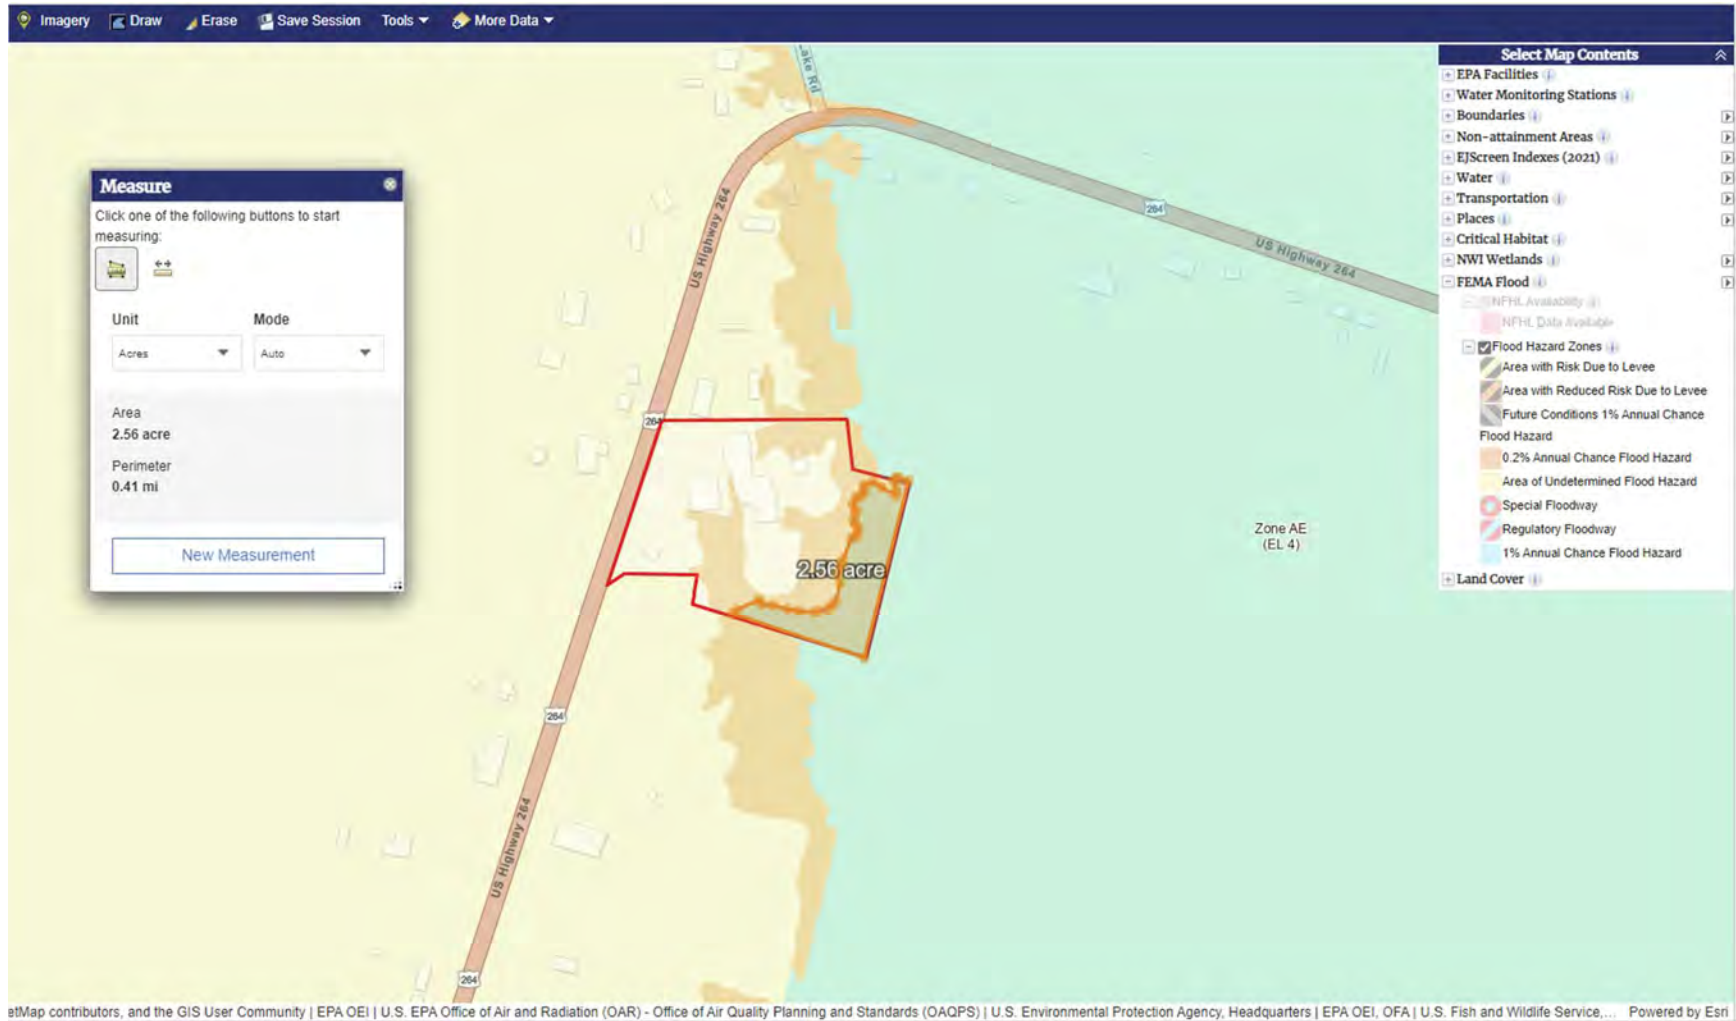 Imagery Draw Erase Save Session Tools More Data
Select Map Contents
EPA Facilities
Water Monitoring Stations
Boundaries
Non-attainment Areas
EJScreen Indexes (2021)
Water
Transportation
Places
Critical Habitat
NWI Wetlands
FEMA Flood
NFHL Availability
NFHL Data Available
Flood Hazard Zones
Area with Risk Due to Levee
Area with Reduced Risk Due to Levee
Future Conditions 1% Annual Chance
Flood Hazard
0.2% Annual Chance Flood Hazard
Area of Undetermined Flood Hazard
Special Floodway
Regulatory Floodway
1% Annual Chance Flood Hazard
Land Cover
Measure
Click one of the following buttons to start
measuring:
Unit Mode
Acres Auto
Area
2.56 acre
Perimeter
0.41 mi
New Measurement
Lake Rd
US Highway 264
264
US Highway 264
264
2.56 acre
Zone AE
(EL 4)
264
US Highway 264
264
etMap contributors, and the GIS User Community | EPA OEI | U.S. EPA Office of Air and Radiation (OAR) - Office of Air Quality Planning and Standards (OAQPS) | U.S. Environmental Protection Agency, Headquarters | EPA OEI, OFA | U.S. Fish and Wildlife Service,... Powered by Esri